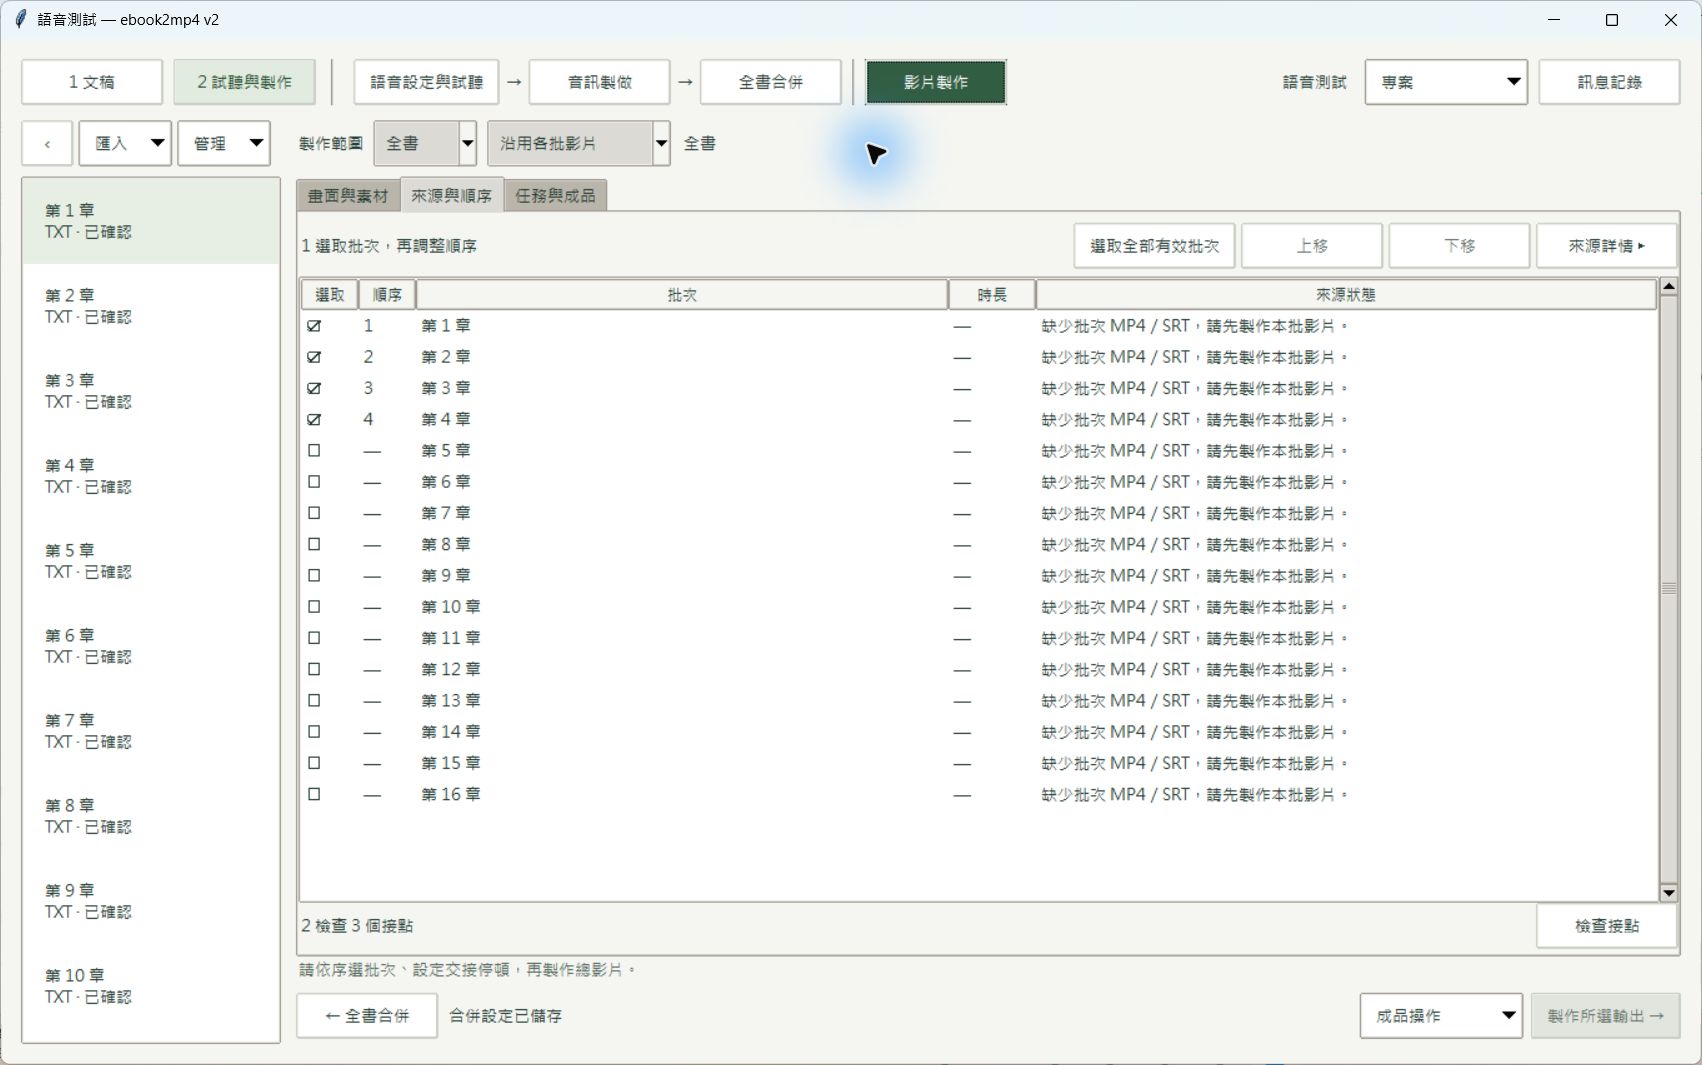 語音測試 — ebook2mp4 v2
1 文稿
2 試聽與製作
語音設定與試聽
→
音訊製做
→
全書合併
影片製作
語音測試
專案
訊息記錄
‹
匯入
管理
製作範圍
全書
沿用各批影片
全書
畫面與素材
來源與順序
任務與成品
1 選取批次，再調整順序
選取全部有效批次
上移
下移
來源詳情 ▸
選取 順序 批次 時長 來源狀態
1 第 1 章 — 缺少批次 MP4 / SRT，請先製作本批影片。
2 第 2 章 — 缺少批次 MP4 / SRT，請先製作本批影片。
3 第 3 章 — 缺少批次 MP4 / SRT，請先製作本批影片。
4 第 4 章 — 缺少批次 MP4 / SRT，請先製作本批影片。
— 第 5 章 — 缺少批次 MP4 / SRT，請先製作本批影片。
— 第 6 章 — 缺少批次 MP4 / SRT，請先製作本批影片。
— 第 7 章 — 缺少批次 MP4 / SRT，請先製作本批影片。
— 第 8 章 — 缺少批次 MP4 / SRT，請先製作本批影片。
— 第 9 章 — 缺少批次 MP4 / SRT，請先製作本批影片。
— 第 10 章 — 缺少批次 MP4 / SRT，請先製作本批影片。
— 第 11 章 — 缺少批次 MP4 / SRT，請先製作本批影片。
— 第 12 章 — 缺少批次 MP4 / SRT，請先製作本批影片。
— 第 13 章 — 缺少批次 MP4 / SRT，請先製作本批影片。
— 第 14 章 — 缺少批次 MP4 / SRT，請先製作本批影片。
— 第 15 章 — 缺少批次 MP4 / SRT，請先製作本批影片。
— 第 16 章 — 缺少批次 MP4 / SRT，請先製作本批影片。
第 1 章
TXT · 已確認
第 2 章
TXT · 已確認
第 3 章
TXT · 已確認
第 4 章
TXT · 已確認
第 5 章
TXT · 已確認
第 6 章
TXT · 已確認
第 7 章
TXT · 已確認
第 8 章
TXT · 已確認
第 9 章
TXT · 已確認
第 10 章
TXT · 已確認
2 檢查 3 個接點
檢查接點
請依序選批次、設定交接停頓，再製作總影片。
← 全書合併
合併設定已儲存
成品操作
製作所選輸出 →